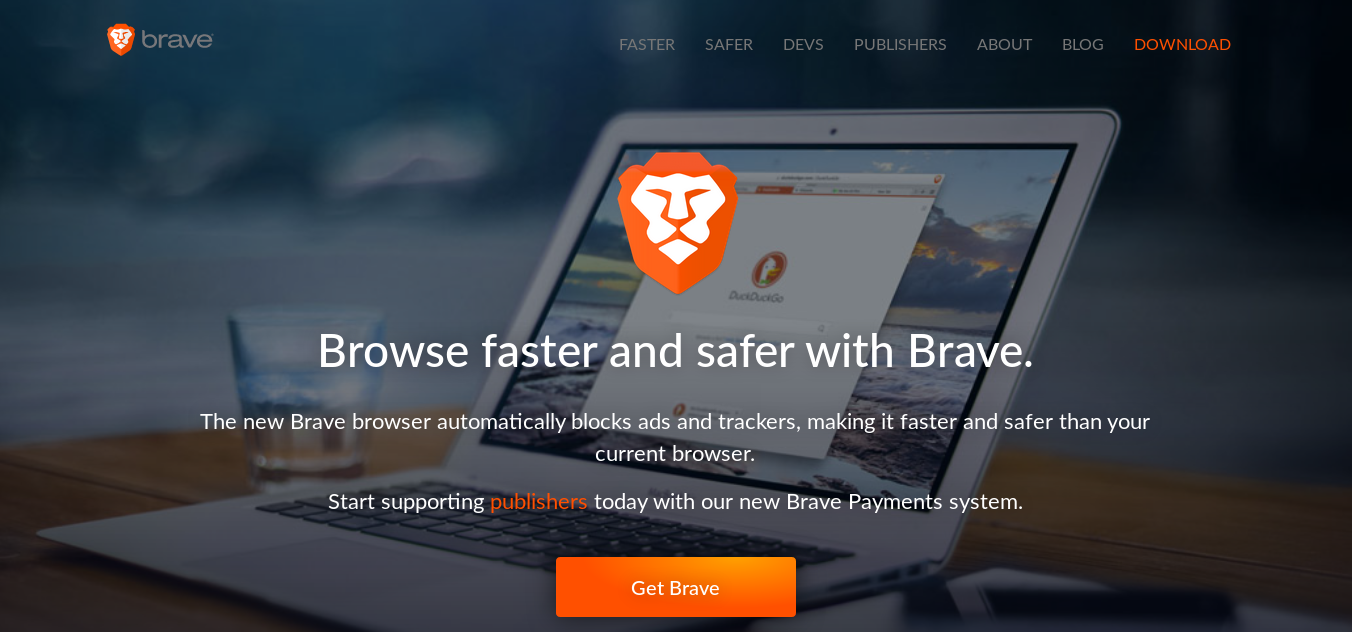 brave
FASTER SAFER DEVS PUBLISHERS ABOUT BLOG DOWNLOAD
DuckDuckGo
Browse faster and safer with Brave.
The new Brave browser automatically blocks ads and trackers, making it faster and safer than your
current browser.
Start supporting publishers today with our new Brave Payments system.
Get Brave